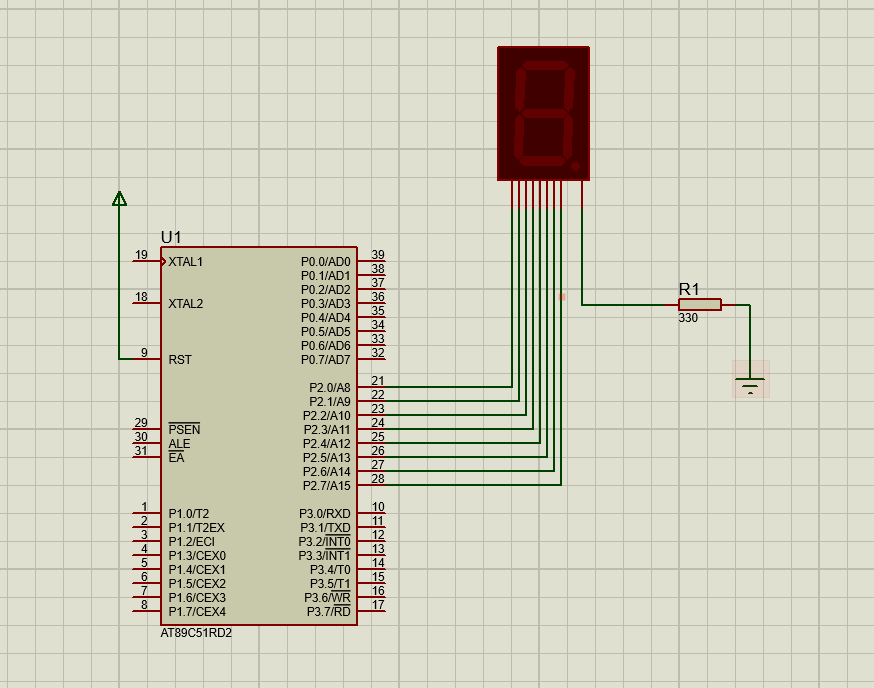 U1
19 XTAL1
18 XTAL2
9 RST
29 PSEN
30 ALE
31 EA
1 P1.0/T2
2 P1.1/T2EX
3 P1.2/ECI
4 P1.3/CEX0
5 P1.4/CEX1
6 P1.5/CEX2
7 P1.6/CEX3
8 P1.7/CEX4
P0.0/AD0 39
P0.1/AD1 38
P0.2/AD2 37
P0.3/AD3 36
P0.4/AD4 35
P0.5/AD5 34
P0.6/AD6 33
P0.7/AD7 32
P2.0/A8 21
P2.1/A9 22
P2.2/A10 23
P2.3/A11 24
P2.4/A12 25
P2.5/A13 26
P2.6/A14 27
P2.7/A15 28
P3.0/RXD 10
P3.1/TXD 11
P3.2/INT0 12
P3.3/INT1 13
P3.4/T0 14
P3.5/T1 15
P3.6/WR 16
P3.7/RD 17
AT89C51RD2
R1
330